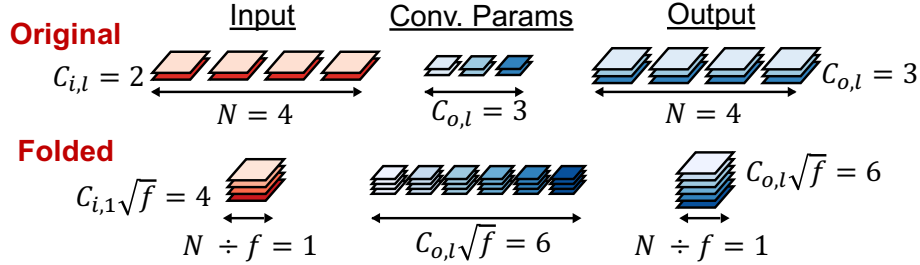 Input Conv. Params Output
Original
C_{i,l} = 2
N = 4
C_{o,l} = 3
N = 4
C_{o,l} = 3
Folded
C_{i,1}√f = 4
N ÷ f = 1
C_{o,l}√f = 6
N ÷ f = 1
C_{o,l}√f = 6